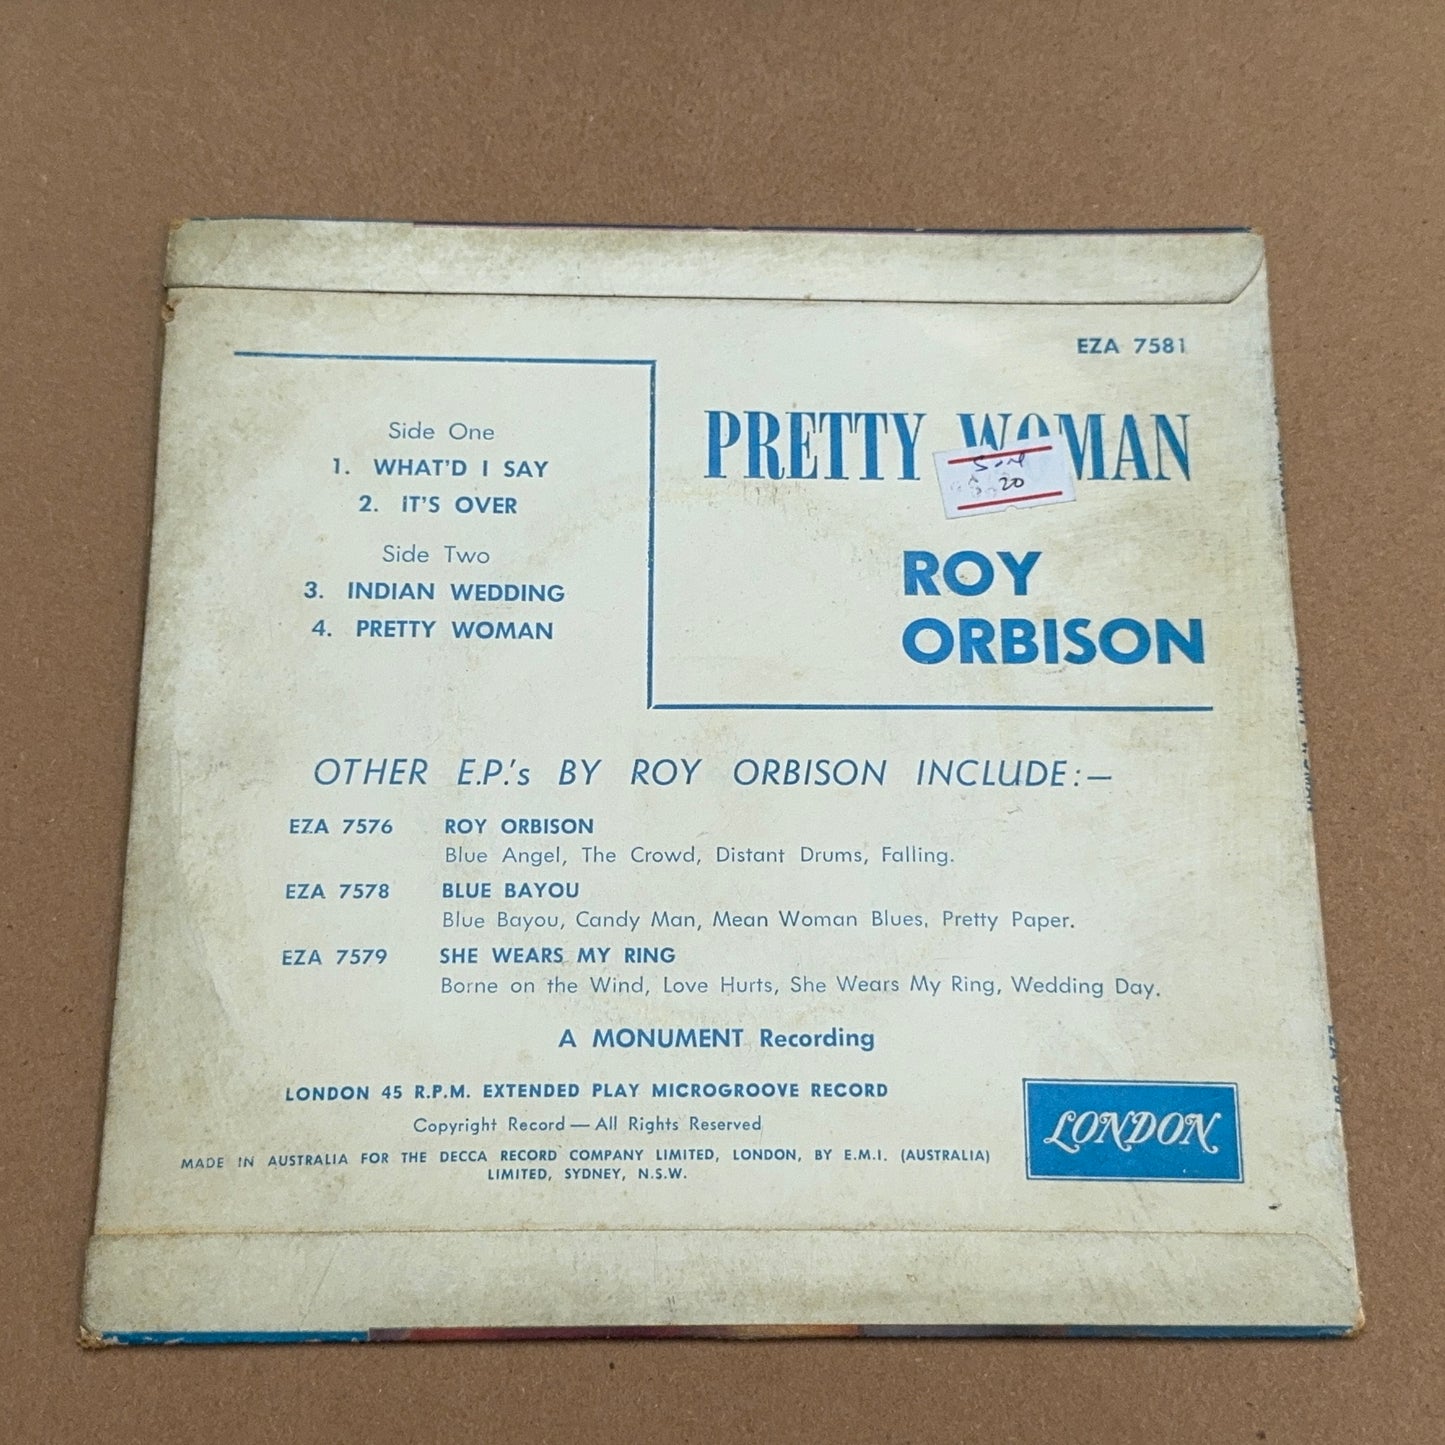 EZA 7581
PRETTY WOMAN
20
ROY
ORBISON
Side One
1. WHAT'D I SAY
2. IT'S OVER
Side Two
3. INDIAN WEDDING
4. PRETTY WOMAN
OTHER E.P.'s BY ROY ORBISON INCLUDE:—
EZA 7576 ROY ORBISON
Blue Angel, The Crowd, Distant Drums, Falling.
EZA 7578 BLUE BAYOU
Blue Bayou, Candy Man, Mean Woman Blues, Pretty Paper.
EZA 7579 SHE WEARS MY RING
Borne on the Wind, Love Hurts, She Wears My Ring, Wedding Day.
A MONUMENT Recording
LONDON 45 R.P.M. EXTENDED PLAY MICROGROOVE RECORD
Copyright Record — All Rights Reserved
MADE IN AUSTRALIA FOR THE DECCA RECORD COMPANY LIMITED, LONDON, BY E.M.I. (AUSTRALIA)
LIMITED, SYDNEY, N.S.W.
LONDON